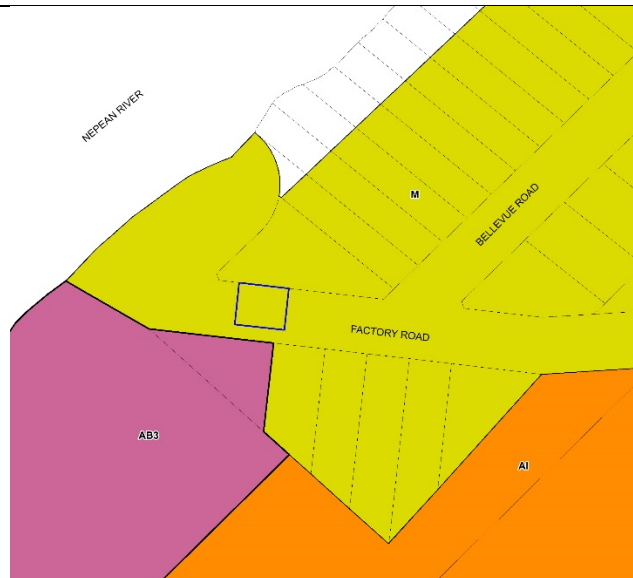 NEPEAN RIVER
M
BELLEVUE ROAD
FACTORY ROAD
AB3
AI